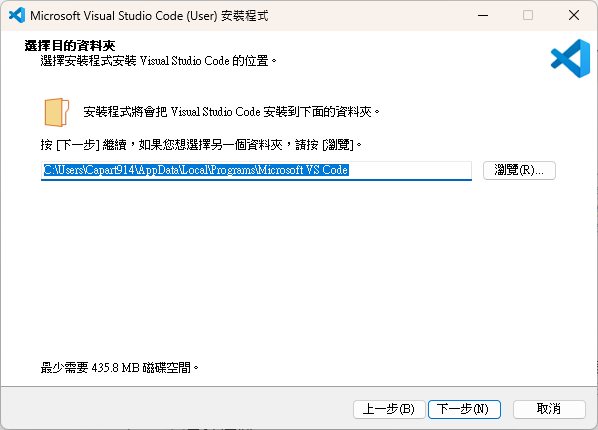 Microsoft Visual Studio Code (User) 安裝程式
選擇目的資料夾
選擇安裝程式安裝 Visual Studio Code 的位置。
安裝程式將會把 Visual Studio Code 安裝到下面的資料夾。
按 [下一步] 繼續，如果您想選擇另一個資料夾，請按 [瀏覽]。
C:\Users\Capart914\AppData\Local\Programs\Microsoft VS Code
瀏覽(R)...
最少需要 435.8 MB 磁碟空間。
上一步(B)
下一步(N)
取消